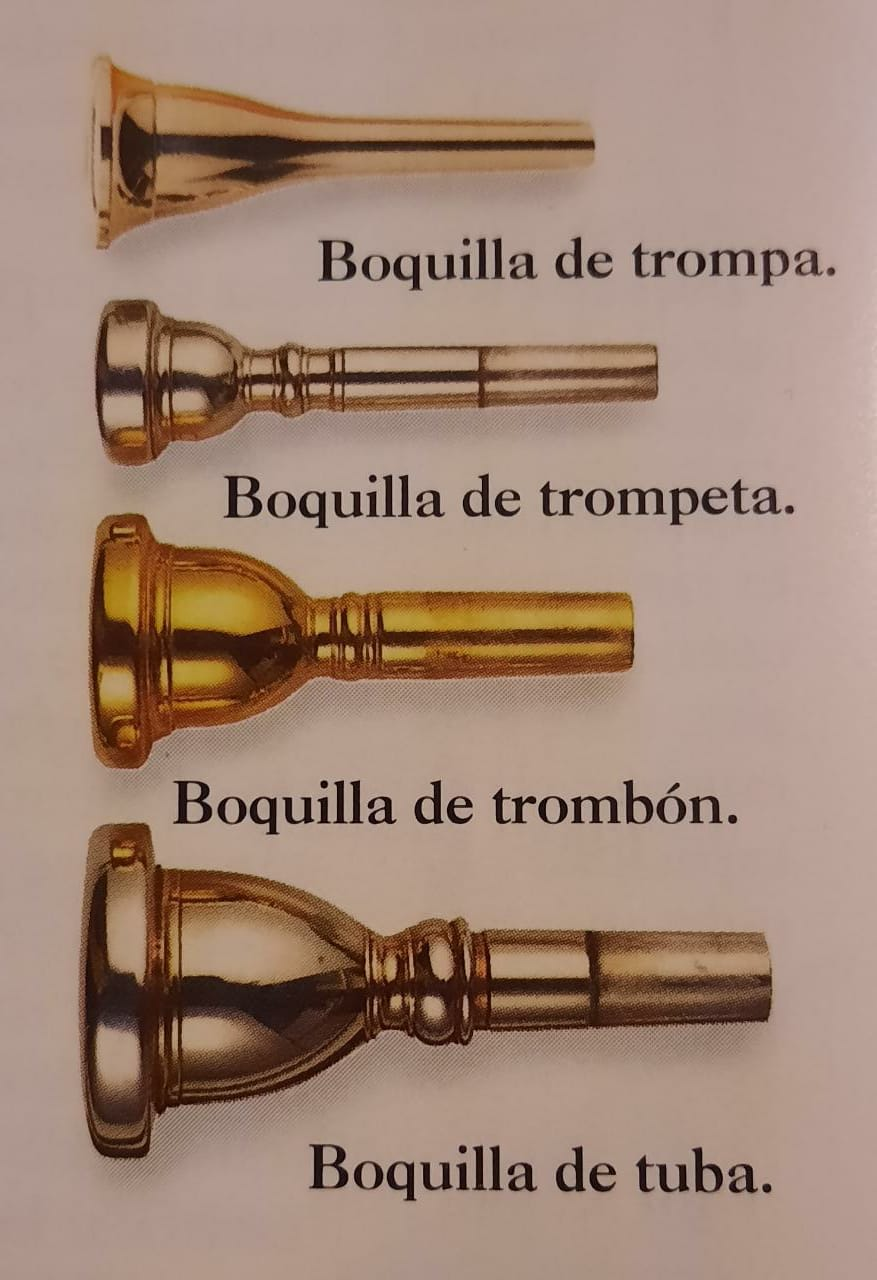 Boquilla de trompa.
Boquilla de trompeta.
Boquilla de trombón.
Boquilla de tuba.